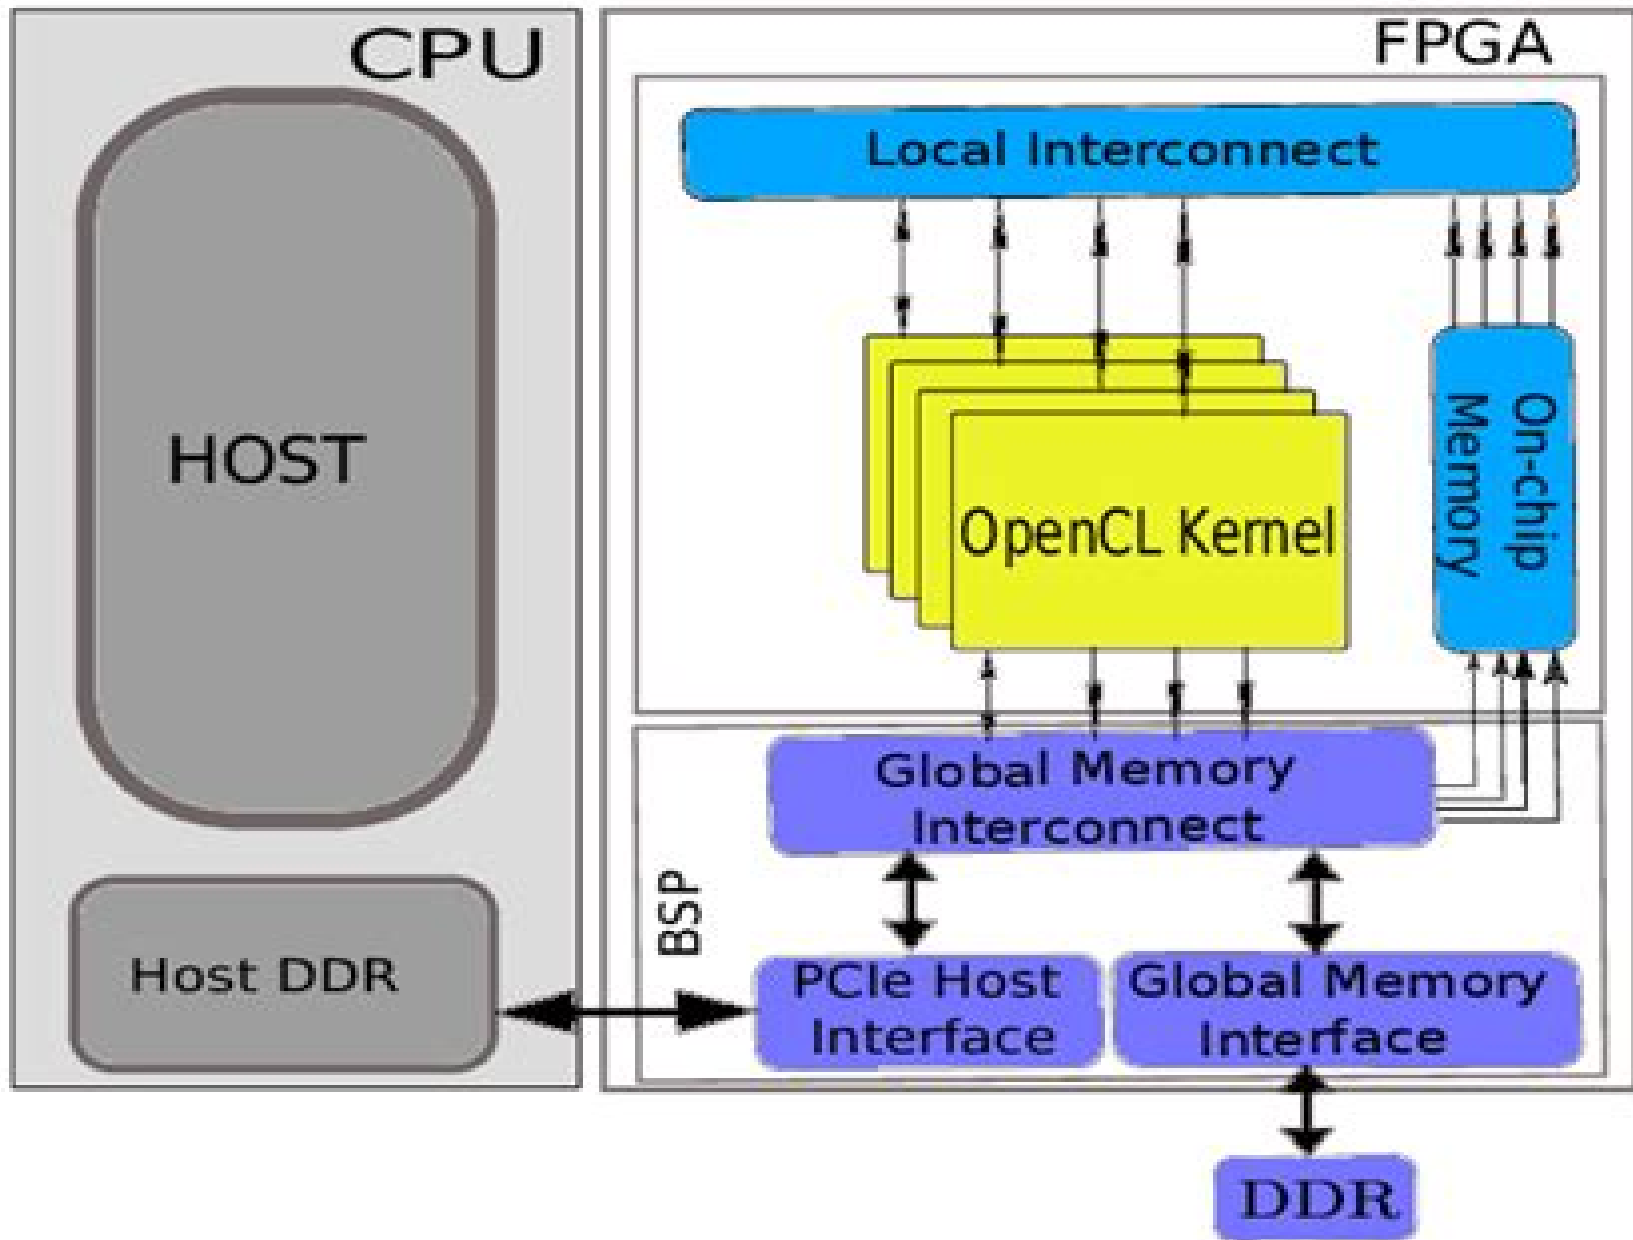 CPU
HOST
Host DDR
FPGA
Local Interconnect
OpenCL Kernel
On-chip
Memory
BSP
Global Memory
Interconnect
PCIe Host
Interface
Global Memory
Interface
DDR